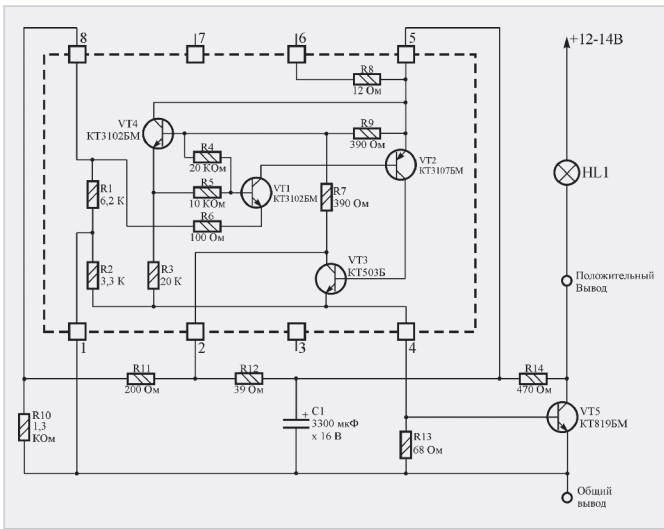 8
7
6
5
+12-14В
R8
12 Ом
VT4
КТ3102БМ
R9
390 Ом
R4
20 КОм
VT2
КТ3107БМ
HL1
R1
6,2 К
R5
10 КОм
VT1
КТ3102БМ
R7
390 Ом
R6
100 Ом
R2
3,3 К
R3
20 К
VT3
КТ503Б
Положительный
Вывод
1
2
3
4
R11
200 Ом
R12
39 Ом
R14
470 Ом
R10
1,3
КОм
+
C1
3300 мкФ
х 16 В
R13
68 Ом
VT5
КТ819БМ
Общий
вывод